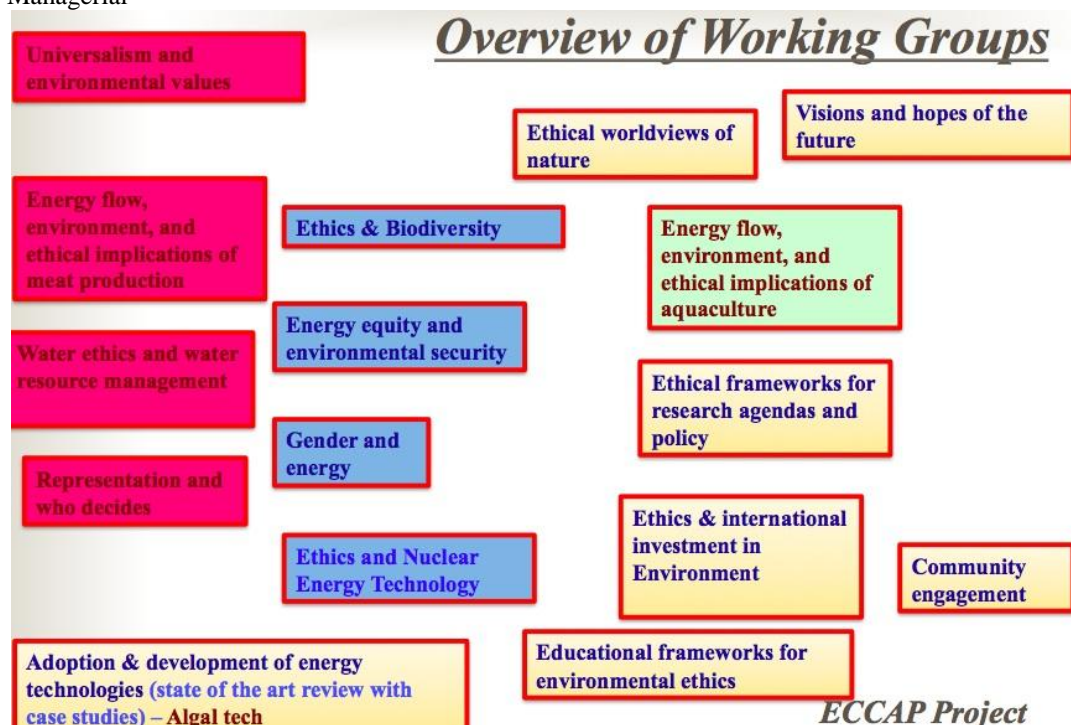 Managerial
Overview of Working Groups
Universalism and
environmental values
Visions and hopes of the
future
Ethical worldviews of
nature
Energy flow,
environment, and
ethical implications of
meat production
Ethics & Biodiversity
Energy flow,
environment, and
ethical implications of
aquaculture
Energy equity and
environmental security
Water ethics and water
resource management
Ethical frameworks for
research agendas and
policy
Gender and
energy
Representation and
who decides
Ethics & international
investment in
Environment
Ethics and Nuclear
Energy Technology
Community
engagement
Educational frameworks for
environmental ethics
Adoption & development of energy
technologies (state of the art review with
case studies) – Algal tech
ECCAP Project